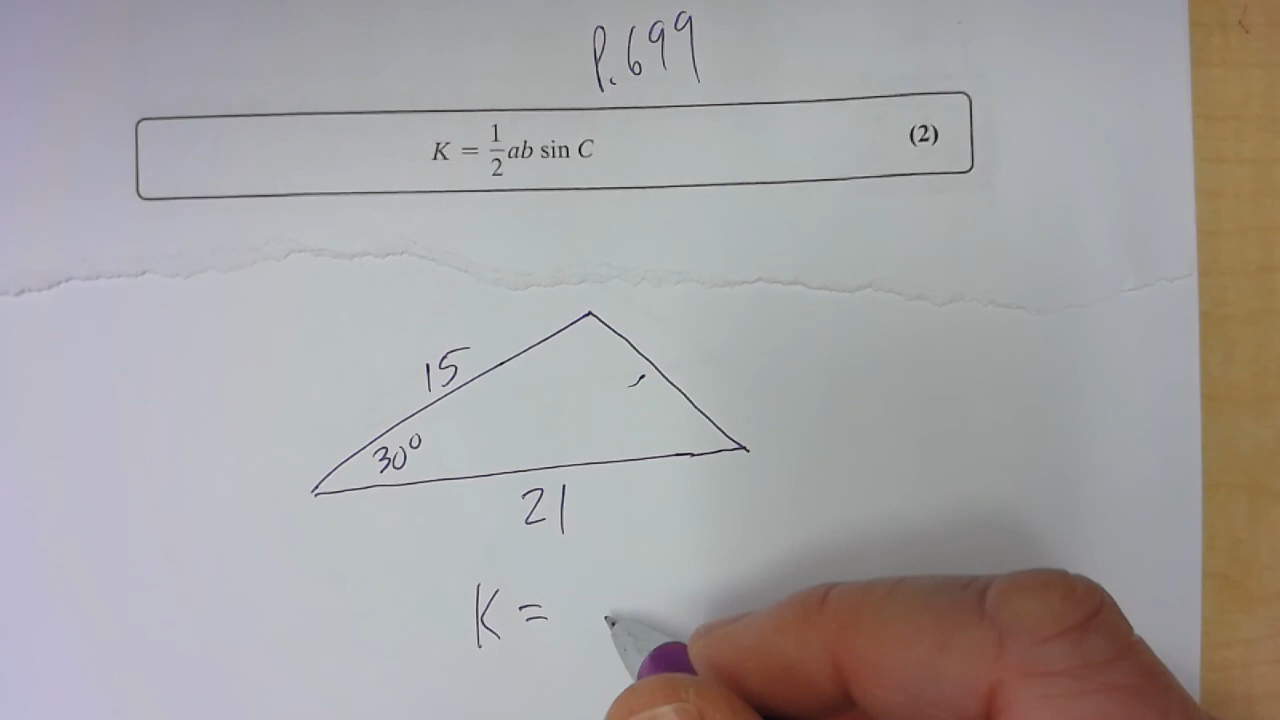 P.699
K = 1/2 ab sin C (2)
15
30°
21
K =